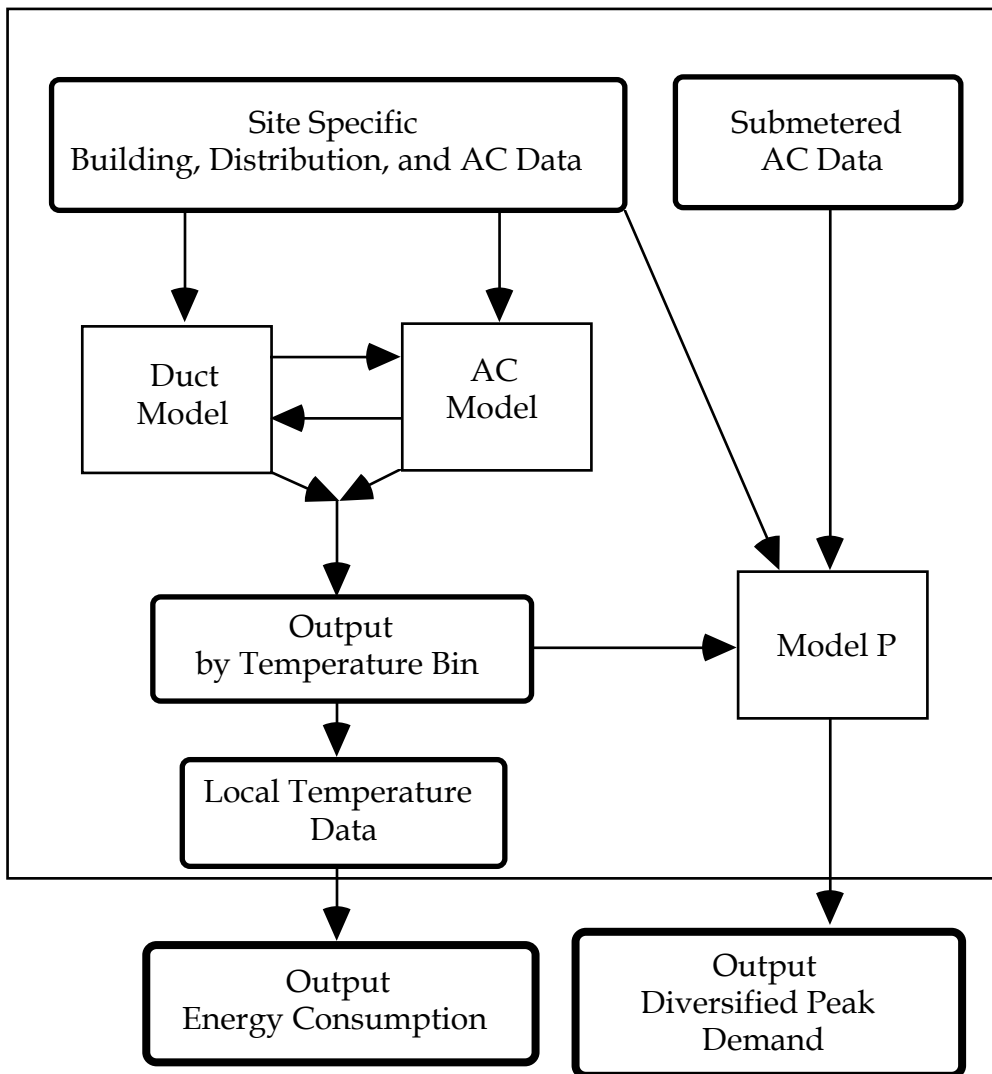 Site Specific
Building, Distribution, and AC Data
Submetered
AC Data
Duct
Model
AC
Model
Output
by Temperature Bin
Model P
Local Temperature
Data
Output
Energy Consumption
Output
Diversified Peak
Demand